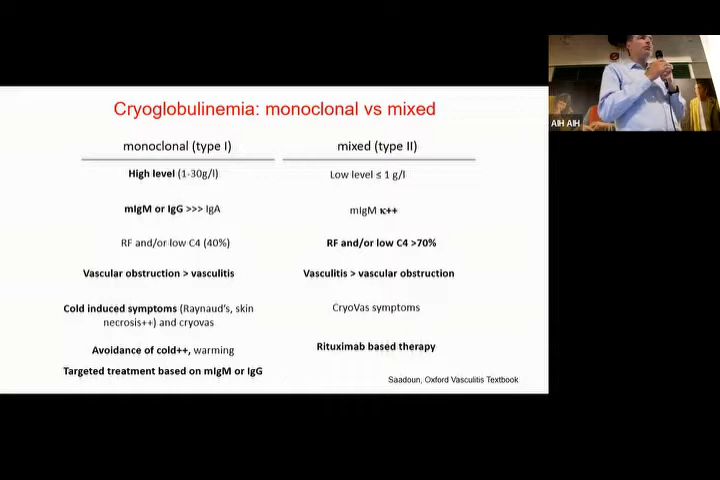 Cryoglobulinemia: monoclonal vs mixed
monoclonal (type I)
mixed (type II)
High level (1-30g/l)
Low level ≤ 1 g/l
mIgM or IgG >>> IgA
mIgM κ++
RF and/or low C4 (40%)
RF and/or low C4 >70%
Vascular obstruction > vasculitis
Vasculitis > vascular obstruction
Cold induced symptoms (Raynaud's, skin
necrosis++) and cryovas
CryoVas symptoms
Avoidance of cold++, warming
Rituximab based therapy
Targeted treatment based on mIgM or IgG
Saadoun, Oxford Vasculitis Textbook
AIH AIH